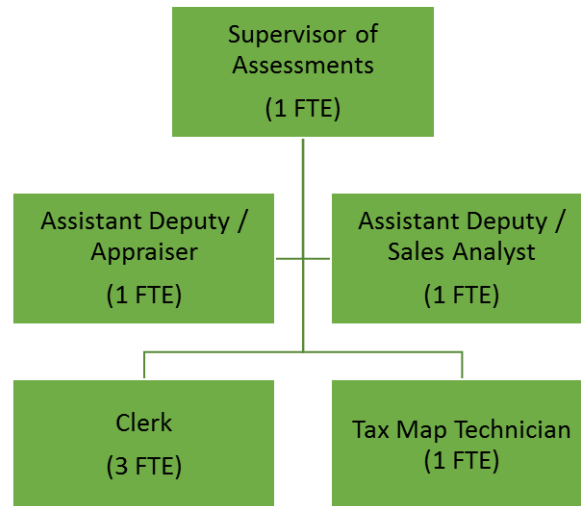 Supervisor of
Assessments
(1 FTE)
Assistant Deputy /
Appraiser
(1 FTE)
Assistant Deputy /
Sales Analyst
(1 FTE)
Clerk
(3 FTE)
Tax Map Technician
(1 FTE)